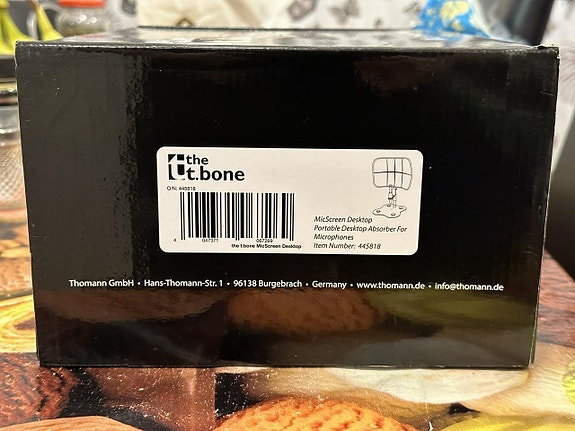 the
t.bone
O/N: 445818
4 047371 067269
the t.bone MicScreen Desktop
MicScreen Desktop
Portable Desktop Absorber For
Microphones
Item Number: 445818
Thomann GmbH • Hans-Thomann-Str. 1 • 96138 Burgebrach • Germany • www.thomann.de • info@thomann.de